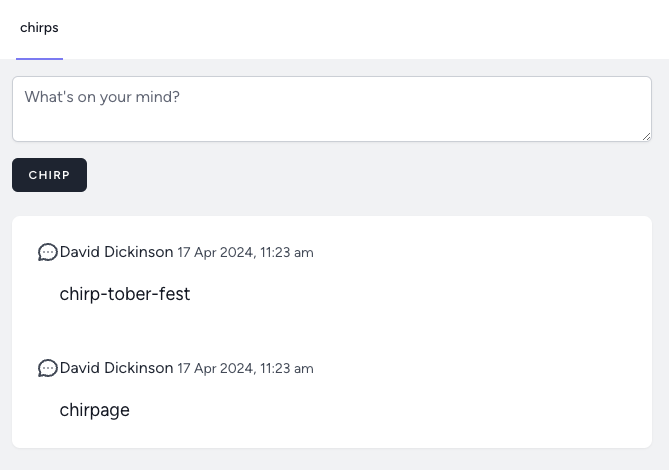 chirps
What's on your mind?
CHIRP
David Dickinson 17 Apr 2024, 11:23 am
chirp-tober-fest
David Dickinson 17 Apr 2024, 11:23 am
chirpage